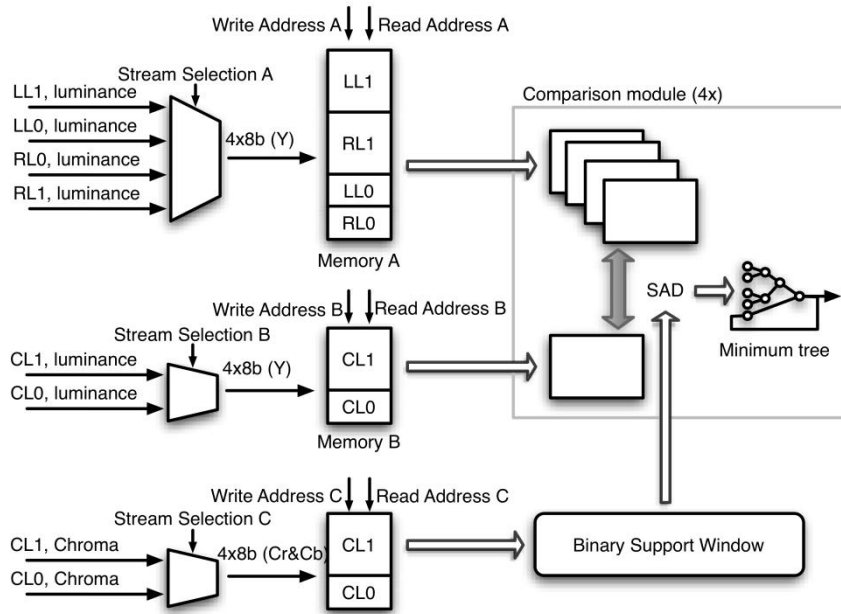 Write Address A
Read Address A
Stream Selection A
LL1, luminance
LL0, luminance
RL0, luminance
RL1, luminance
4x8b (Y)
LL1
RL1
LL0
RL0
Memory A
Comparison module (4x)
SAD
Minimum tree
Write Address B
Read Address B
Stream Selection B
CL1, luminance
CL0, luminance
4x8b (Y)
CL1
CL0
Memory B
Write Address C
Read Address C
Stream Selection C
CL1, Chroma
CL0, Chroma
4x8b (Cr&Cb)
CL1
CL0
Binary Support Window